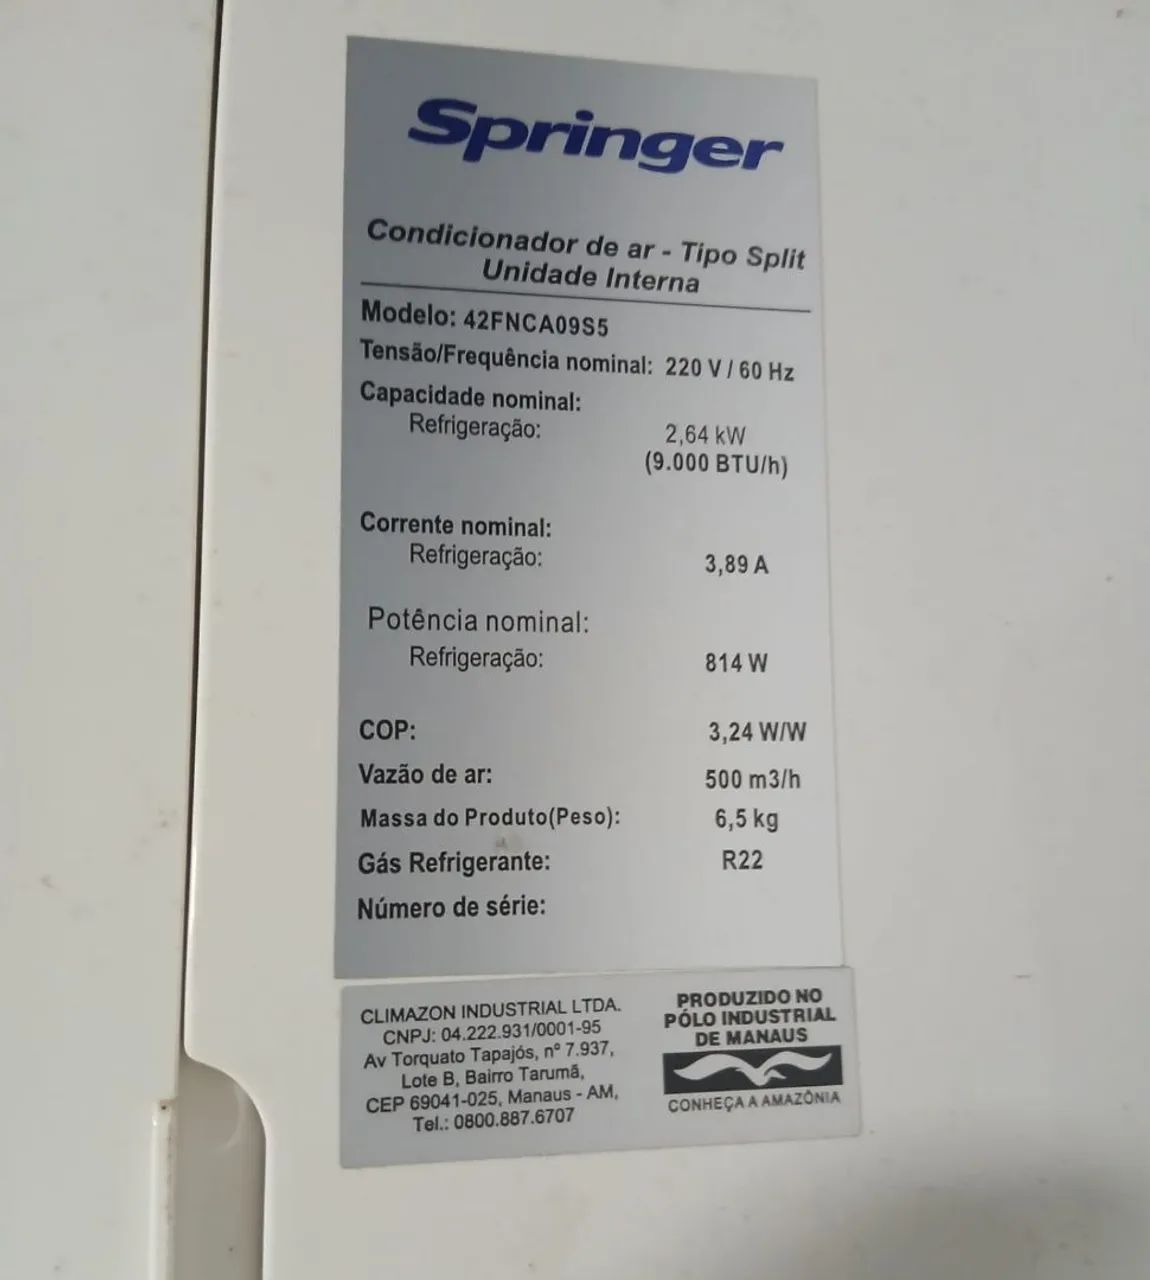 Springer
Condicionador de ar - Tipo Split
Unidade Interna
Modelo: 42FNCA09S5
Tensão/Frequência nominal: 220 V / 60 Hz
Capacidade nominal:
Refrigeração: 2,64 kW
(9.000 BTU/h)
Corrente nominal:
Refrigeração: 3,89 A
Potência nominal:
Refrigeração: 814 W
COP: 3,24 W/W
Vazão de ar: 500 m3/h
Massa do Produto(Peso): 6,5 kg
Gás Refrigerante: R22
Número de série:
CLIMAZON INDUSTRIAL LTDA.
CNPJ: 04.222.931/0001-95
Av Torquato Tapajós, nº 7.937,
Lote B, Bairro Tarumã,
CEP 69041-025, Manaus - AM,
Tel.: 0800.887.6707
PRODUZIDO NO
PÓLO INDUSTRIAL
DE MANAUS
CONHEÇA A AMAZÔNIA